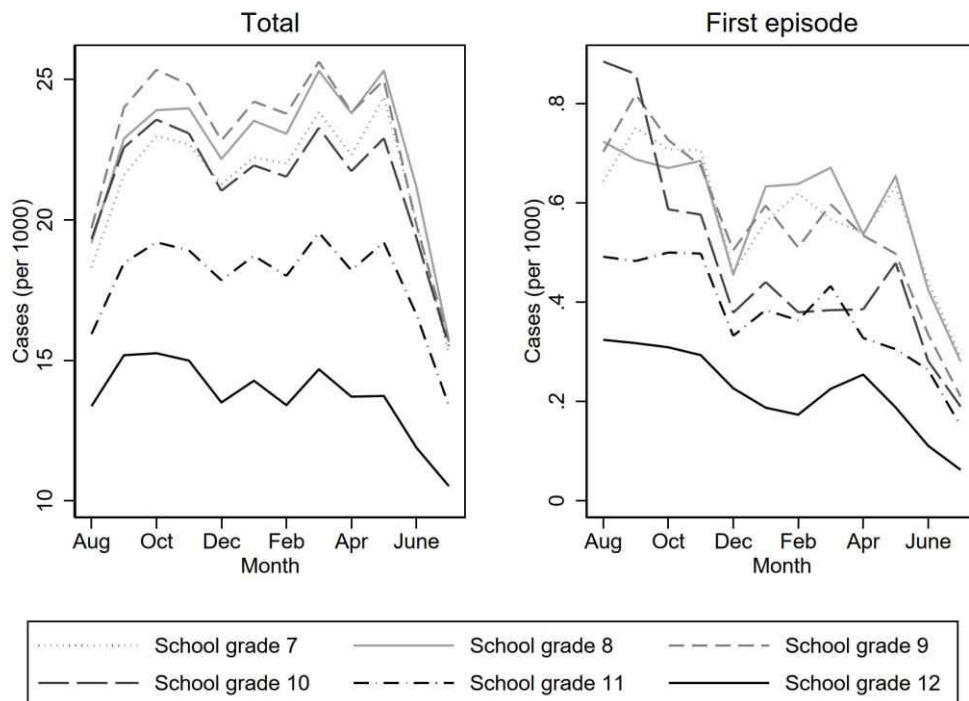 Total
Cases (per 1000)
25
20
15
10
Aug Oct Dec Feb Apr June
Month
First episode
Cases (per 1000)
.8
.6
.4
.2
0
Aug Oct Dec Feb Apr June
Month
School grade 7 School grade 8 School grade 9
School grade 10 School grade 11 School grade 12